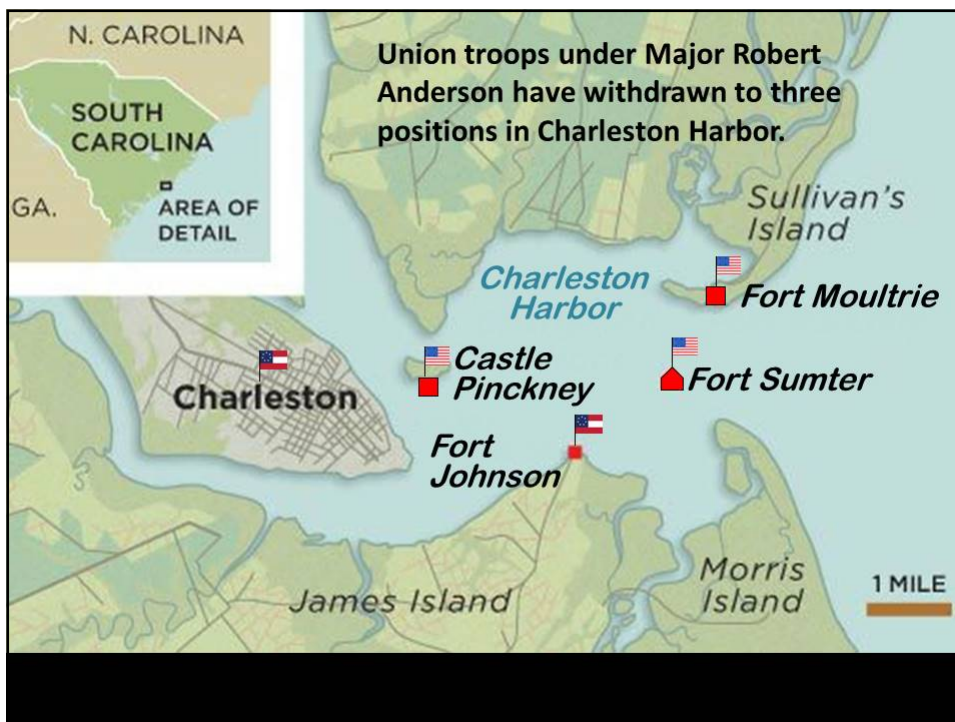 N. CAROLINA
SOUTH
CAROLINA
GA.
AREA OF
DETAIL
Union troops under Major Robert
Anderson have withdrawn to three
positions in Charleston Harbor.
Sullivan's
Island
Charleston
Harbor
Fort Moultrie
Castle
Pinckney
Fort Sumter
Charleston
Fort
Johnson
Morris
Island
James Island
1 MILE